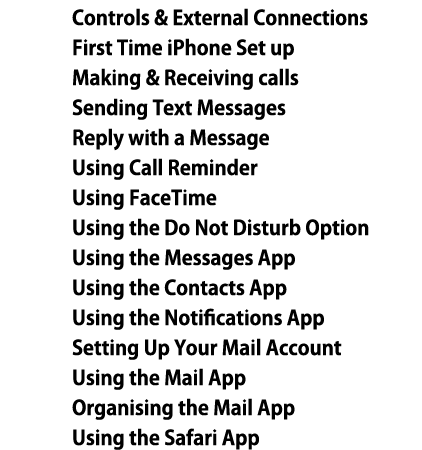 Controls & External Connections
First Time iPhone Set up
Making & Receiving calls
Sending Text Messages
Reply with a Message
Using Call Reminder
Using FaceTime
Using the Do Not Disturb Option
Using the Messages App
Using the Contacts App
Using the Notifications App
Setting Up Your Mail Account
Using the Mail App
Organising the Mail App
Using the Safari App